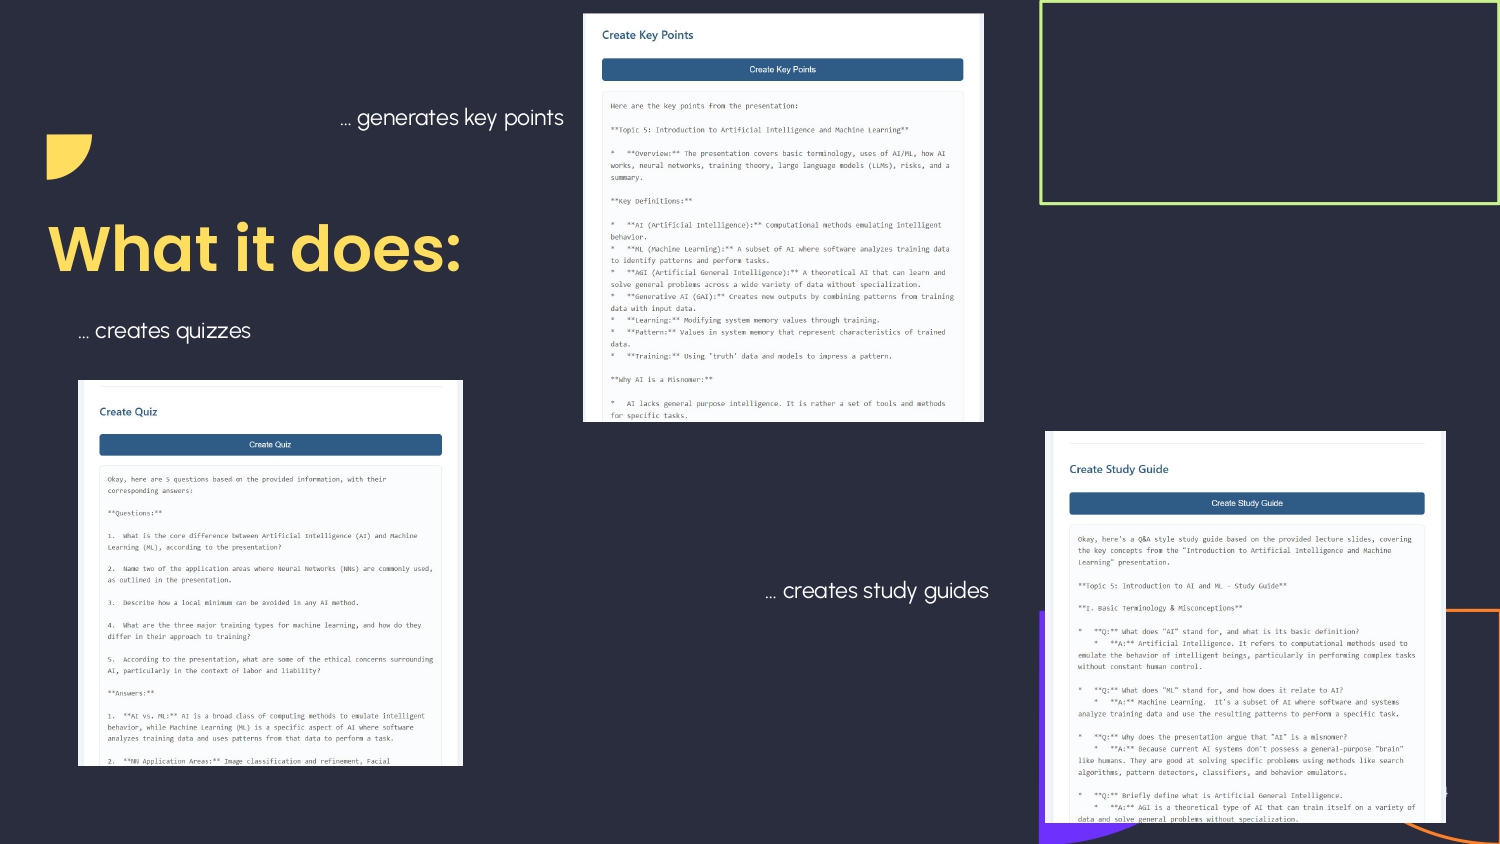 What it does:
... generates key points
Create Key Points
Create Key Points
Here are the key points from the presentation:
**Topic 5: Introduction to Artificial Intelligence and Machine Learning**
*   **Overview:** The presentation covers basic terminology, uses of AI/ML, how AI
works, neural networks, training theory, large language models (LLMs), risks, and a
summary.
**Key Definitions:**
*   **AI (Artificial Intelligence):** Computational methods emulating intelligent
behavior.
*   **ML (Machine Learning):** A subset of AI where software analyzes training data
to identify patterns and perform tasks.
*   **AGI (Artificial General Intelligence):** A theoretical AI that can learn and
solve general problems across a wide variety of data without specialization.
*   **Generative AI (GAI):** Creates new outputs by combining patterns from training
data with input data.
*   **Learning:** Modifying system memory values through training.
*   **Pattern:** Values in system memory that represent characteristics of trained
data.
*   **Training:** Using 'truth' data and models to impress a pattern.
**Why AI is a Misnomer:**
*   AI lacks general purpose intelligence. It is rather a set of tools and methods
for specific tasks.
... creates quizzes
Create Quiz
Create Quiz
Okay, here are 5 questions based on the provided information, with their
corresponding answers:
**Questions:**
1.  What is the core difference between Artificial Intelligence (AI) and Machine
Learning (ML), according to the presentation?
2.  Name two of the application areas where Neural Networks (NNs) are commonly used,
as outlined in the presentation.
3.  Describe how a local minimum can be avoided in any AI method.
4.  What are the three major training types for machine learning, and how do they
differ in their approach to training?
5.  According to the presentation, what are some of the ethical concerns surrounding
AI, particularly in the context of labor and liability?
**Answers:**
1.  **AI vs. ML:** AI is a broad class of computing methods to emulate intelligent
behavior, while Machine Learning (ML) is a specific aspect of AI where software
analyzes training data and uses patterns from that data to perform a task.
2.  **NN Application Areas:** Image classification and refinement, Facial
... creates study guides
Create Study Guide
Create Study Guide
Okay, here's a Q&A style study guide based on the provided lecture slides, covering
the key concepts from the "Introduction to Artificial Intelligence and Machine
Learning" presentation.
**Topic 5: Introduction to AI and ML - Study Guide**
**I. Basic Terminology & Misconceptions**
*   **Q:** What does "AI" stand for, and what is its basic definition?
*   **A:** Artificial Intelligence. It refers to computational methods used to
emulate the behavior of intelligent beings, particularly in performing complex tasks
without constant human control.
*   **Q:** What does "ML" stand for, and how does it relate to AI?
*   **A:** Machine Learning.  It's a subset of AI where software and systems
analyze training data and use the resulting patterns to perform a specific task.
*   **Q:** Why does the presentation argue that "AI" is a misnomer?
*   **A:** Because current AI systems don't possess a general-purpose "brain"
like humans. They are good at solving specific problems using methods like search
algorithms, pattern detectors, classifiers, and behavior emulators.
*   **Q:** Briefly define what is Artificial General Intelligence.
*   **A:** AGI is a theoretical type of AI that can train itself on a variety of
data and solve general problems without specialization.